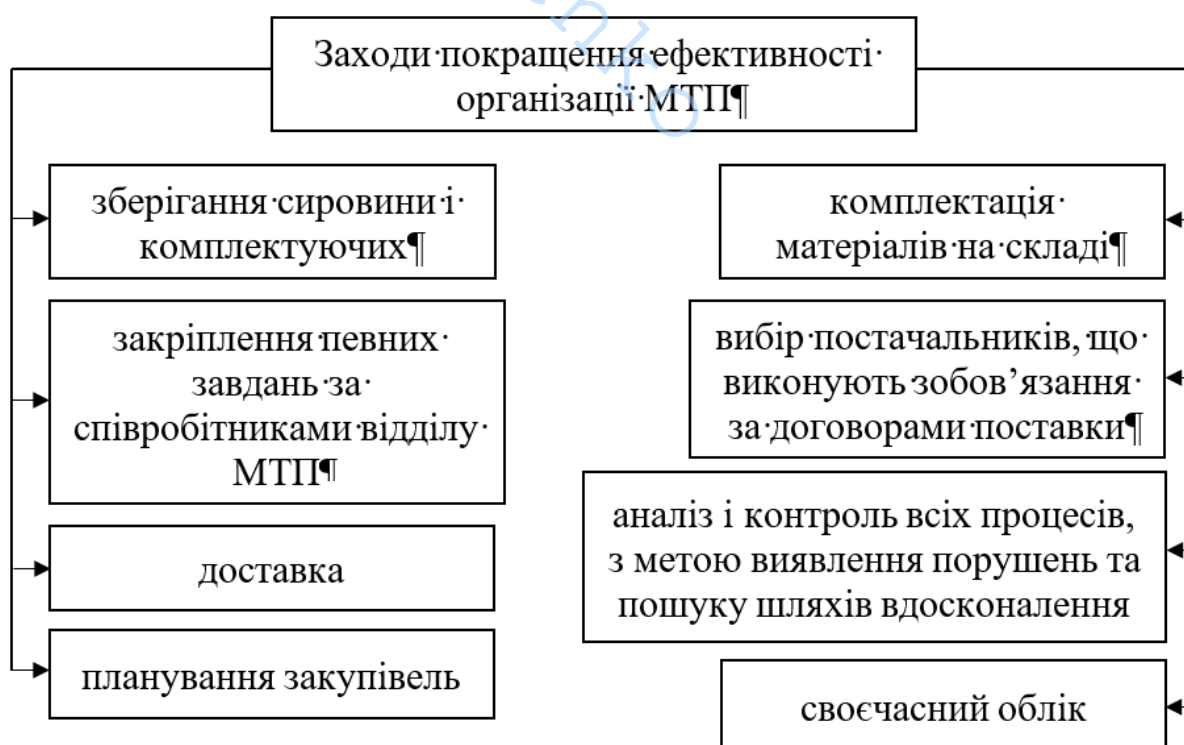 Заходи·покращення·ефективності·
організації·МТП¶
зберігання·сировини·і·
комплектуючих¶
закріплення·певних·
завдань·за·
співробітниками·відділу·
МТП¶
доставка
планування закупівель
комплектація·
матеріалів·на·складі¶
вибір·постачальників,·що·
виконують·зобов’язання·
за·договорами·поставки¶
аналіз і контроль всіх процесів,
з метою виявлення порушень та
пошуку шляхів вдосконалення
своєчасний облік